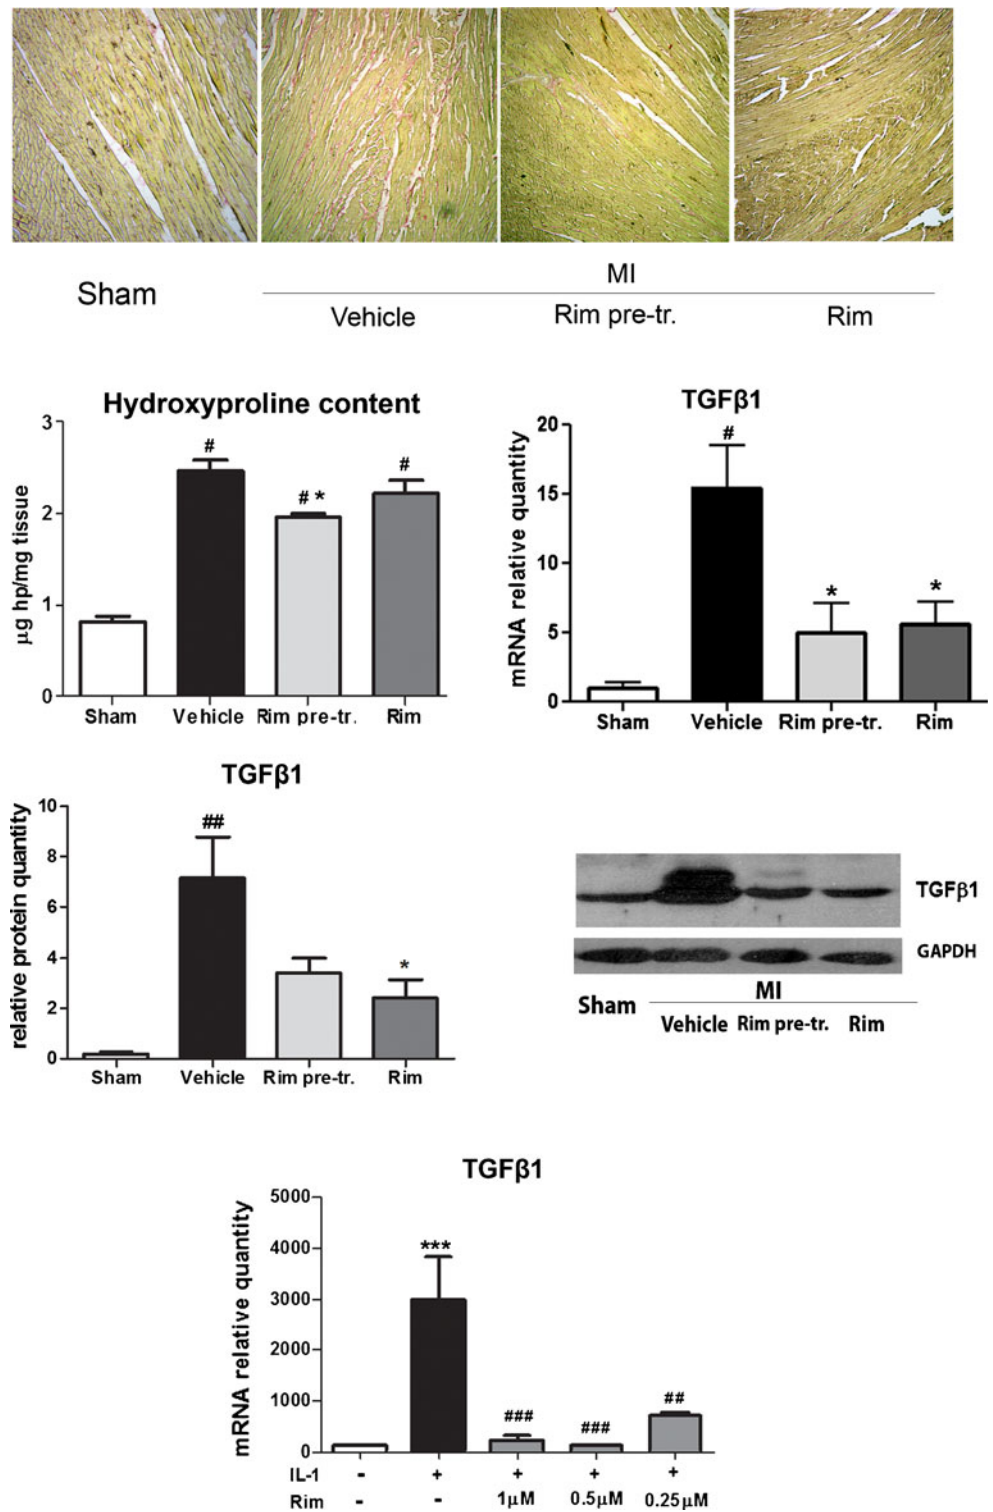 Sham
MI
Vehicle Rim pre-tr. Rim
Hydroxyproline content
µg hp/mg tissue
3
2
1
0
#
# *
#
Sham Vehicle Rim pre-tr. Rim
TGFβ1
mRNA relative quantity
20
15
10
5
0
#
*
*
Sham Vehicle Rim pre-tr. Rim
TGFβ1
relative protein quantity
10
8
6
4
2
0
##
*
Sham Vehicle Rim pre-tr. Rim
TGFβ1
GAPDH
Sham
MI
Vehicle Rim pre-tr. Rim
TGFβ1
mRNA relative quantity
5000
4000
3000
2000
1000
0
***
###
###
##
IL-1 - + + + +
Rim - - 1µM 0.5µM 0.25µM